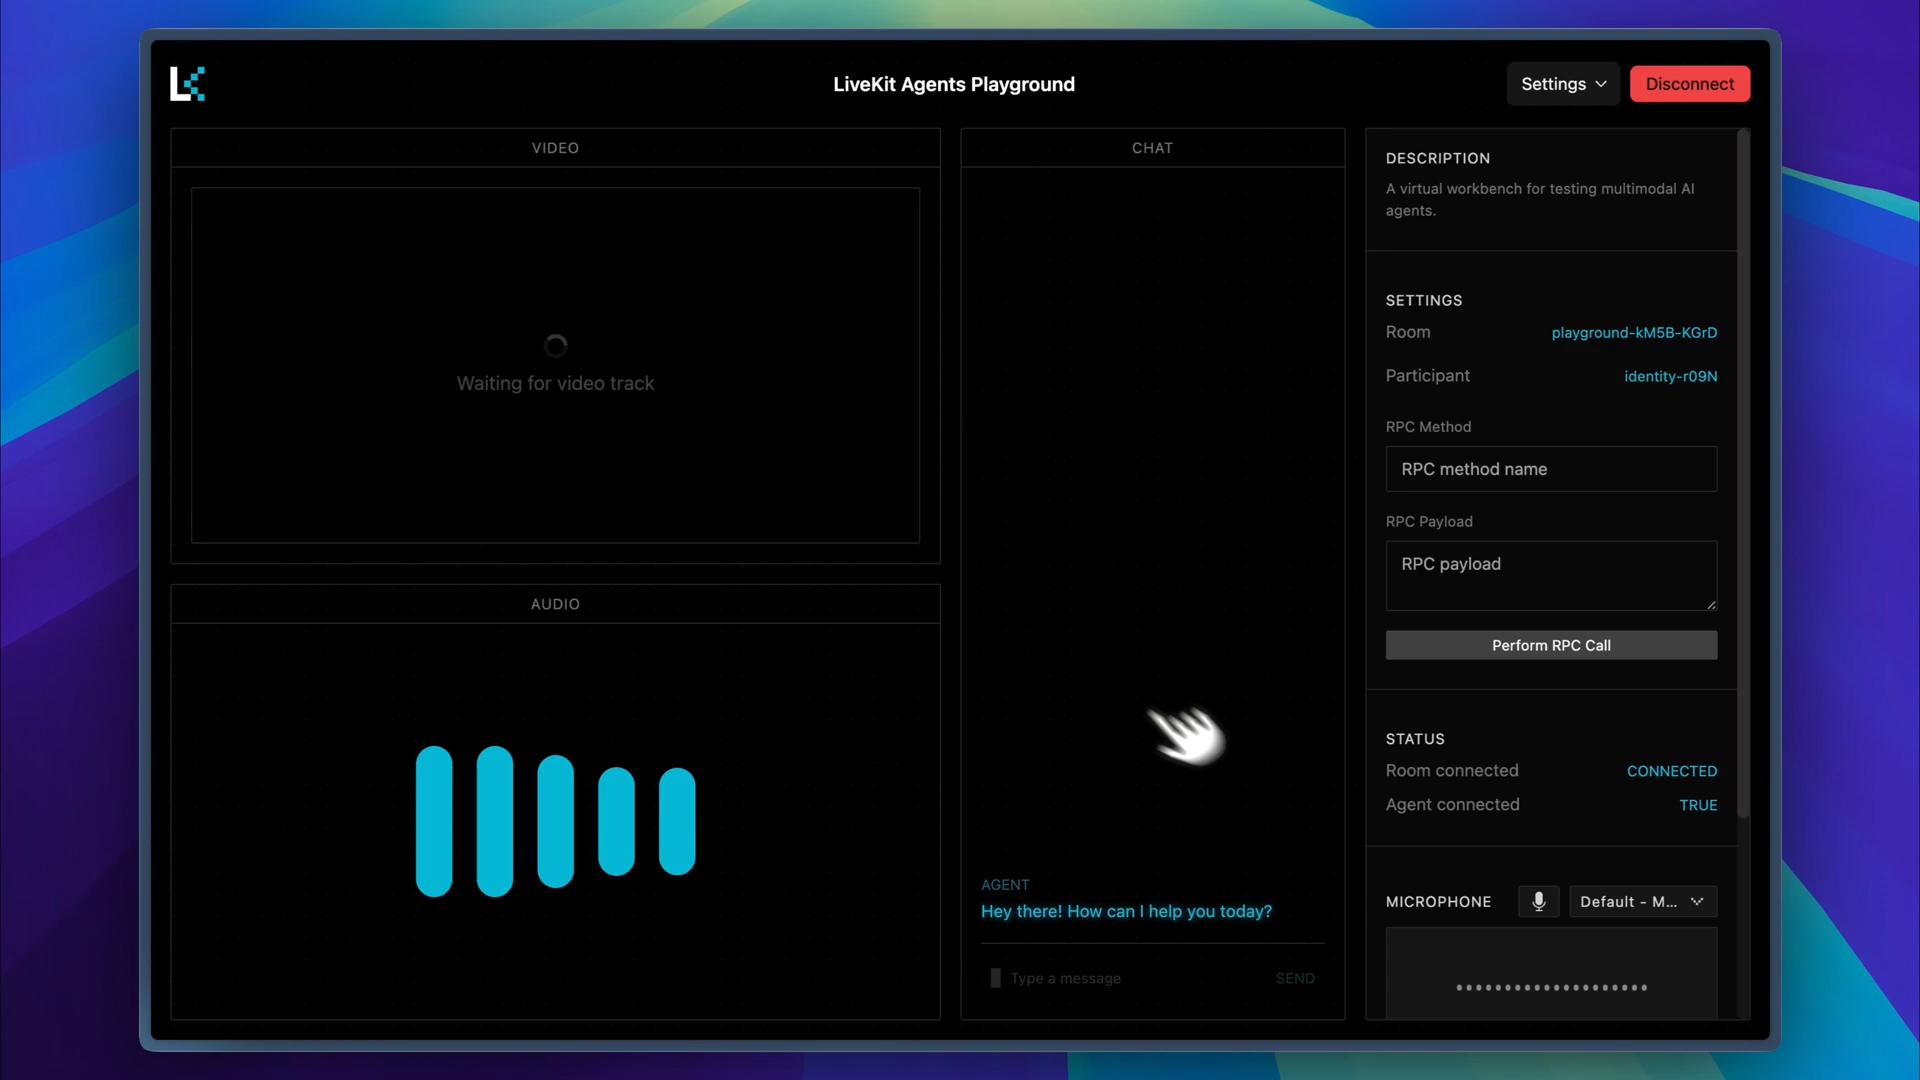 LiveKit Agents Playground
Settings
Disconnect
VIDEO
Waiting for video track
AUDIO
CHAT
AGENT
Hey there! How can I help you today?
Type a message
SEND
DESCRIPTION
A virtual workbench for testing multimodal AI
agents.
SETTINGS
Room playground-kM5B-KGrD
Participant identity-r09N
RPC Method
RPC method name
RPC Payload
RPC payload
Perform RPC Call
STATUS
Room connected CONNECTED
Agent connected TRUE
MICROPHONE Default - M...